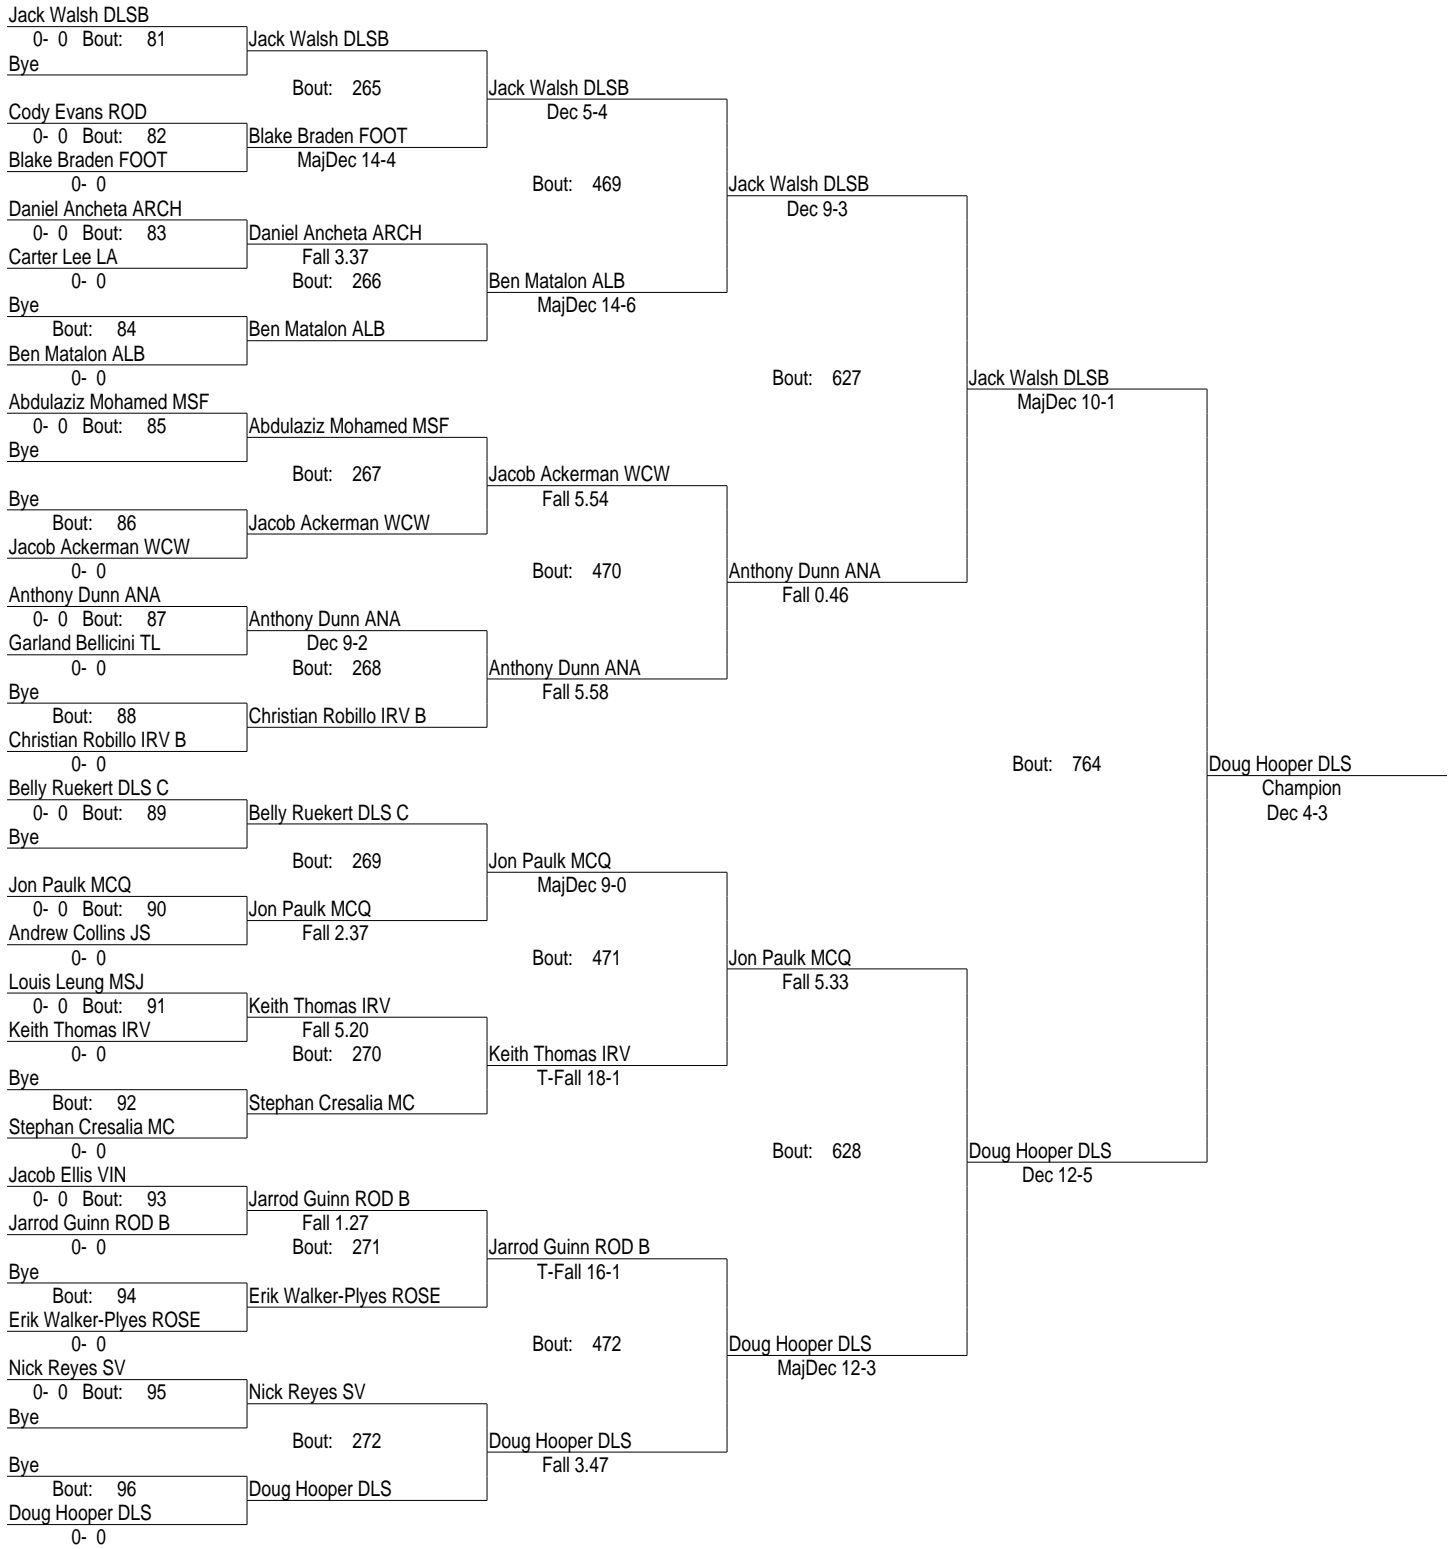 Jack Walsh DLSB
0- 0 Bout: 81
Jack Walsh DLSB
Bye
Bout: 265
Jack Walsh DLSB
Cody Evans ROD
Dec 5-4
0- 0 Bout: 82
Blake Braden FOOT
Blake Braden FOOT
MajDec 14-4
0- 0
Bout: 469
Jack Walsh DLSB
Daniel Ancheta ARCH
Dec 9-3
0- 0 Bout: 83
Daniel Ancheta ARCH
Carter Lee LA
Fall 3.37
0- 0
Bout: 266
Ben Matalon ALB
Bye
MajDec 14-6
Bout: 84
Ben Matalon ALB
Ben Matalon ALB
0- 0
Bout: 627
Jack Walsh DLSB
Abdulaziz Mohamed MSF
MajDec 10-1
0- 0 Bout: 85
Abdulaziz Mohamed MSF
Bye
Bout: 267
Jacob Ackerman WCW
Bye
Fall 5.54
Bout: 86
Jacob Ackerman WCW
Jacob Ackerman WCW
0- 0
Bout: 470
Anthony Dunn ANA
Anthony Dunn ANA
Fall 0.46
0- 0 Bout: 87
Anthony Dunn ANA
Garland Bellicini TL
Dec 9-2
0- 0
Bout: 268
Anthony Dunn ANA
Bye
Fall 5.58
Bout: 88
Christian Robillo IRV B
Christian Robillo IRV B
0- 0
Bout: 764
Doug Hooper DLS
Belly Ruekert DLS C
Champion
0- 0 Bout: 89
Belly Ruekert DLS C
Dec 4-3
Bye
Bout: 269
Jon Paulk MCQ
Jon Paulk MCQ
MajDec 9-0
0- 0 Bout: 90
Jon Paulk MCQ
Andrew Collins JS
Fall 2.37
0- 0
Bout: 471
Jon Paulk MCQ
Louis Leung MSJ
Fall 5.33
0- 0 Bout: 91
Keith Thomas IRV
Keith Thomas IRV
Fall 5.20
0- 0
Bout: 270
Keith Thomas IRV
Bye
T-Fall 18-1
Bout: 92
Stephan Cresalia MC
Stephan Cresalia MC
0- 0
Bout: 628
Doug Hooper DLS
Jacob Ellis VIN
Dec 12-5
0- 0 Bout: 93
Jarrod Guinn ROD B
Jarrod Guinn ROD B
Fall 1.27
0- 0
Bout: 271
Jarrod Guinn ROD B
Bye
T-Fall 16-1
Bout: 94
Erik Walker-Plyes ROSE
Erik Walker-Plyes ROSE
0- 0
Bout: 472
Doug Hooper DLS
Nick Reyes SV
MajDec 12-3
0- 0 Bout: 95
Nick Reyes SV
Bye
Bout: 272
Doug Hooper DLS
Bye
Fall 3.47
Bout: 96
Doug Hooper DLS
Doug Hooper DLS
0- 0